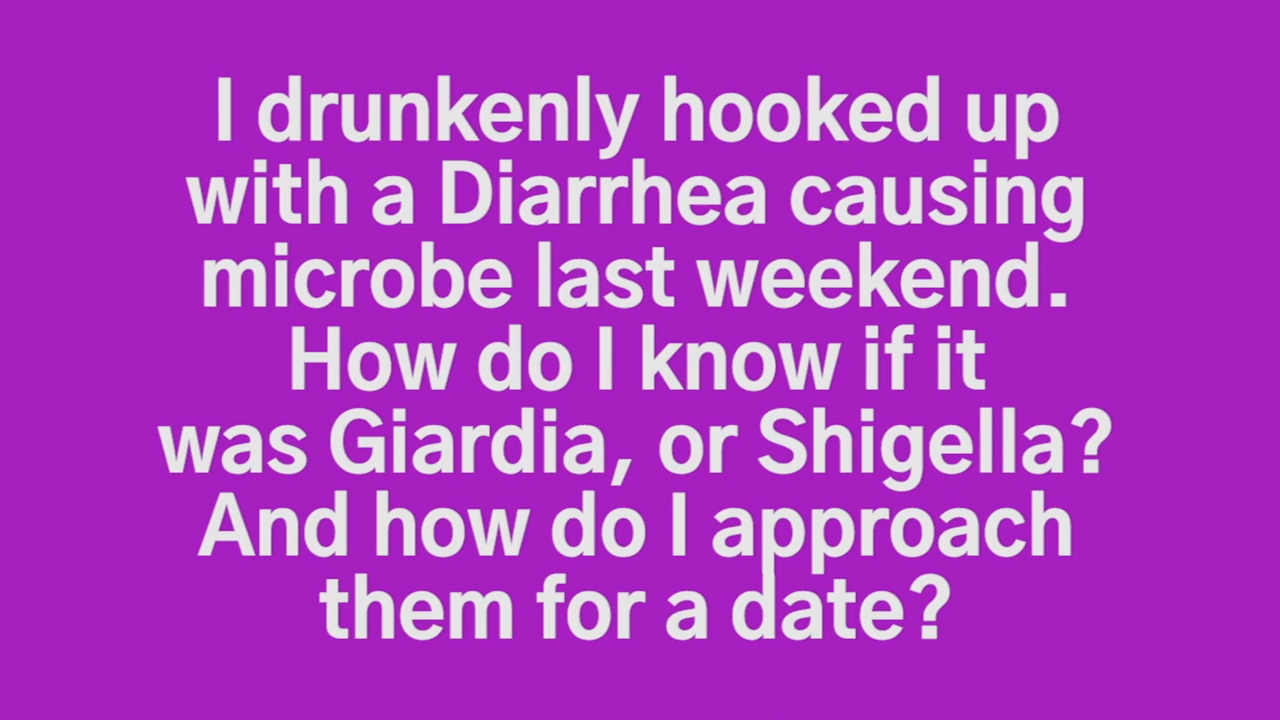 I drunkenly hooked up
with a Diarrhea causing
microbe last weekend.
How do I know if it
was Giardia, or Shigella?
And how do I approach
them for a date?